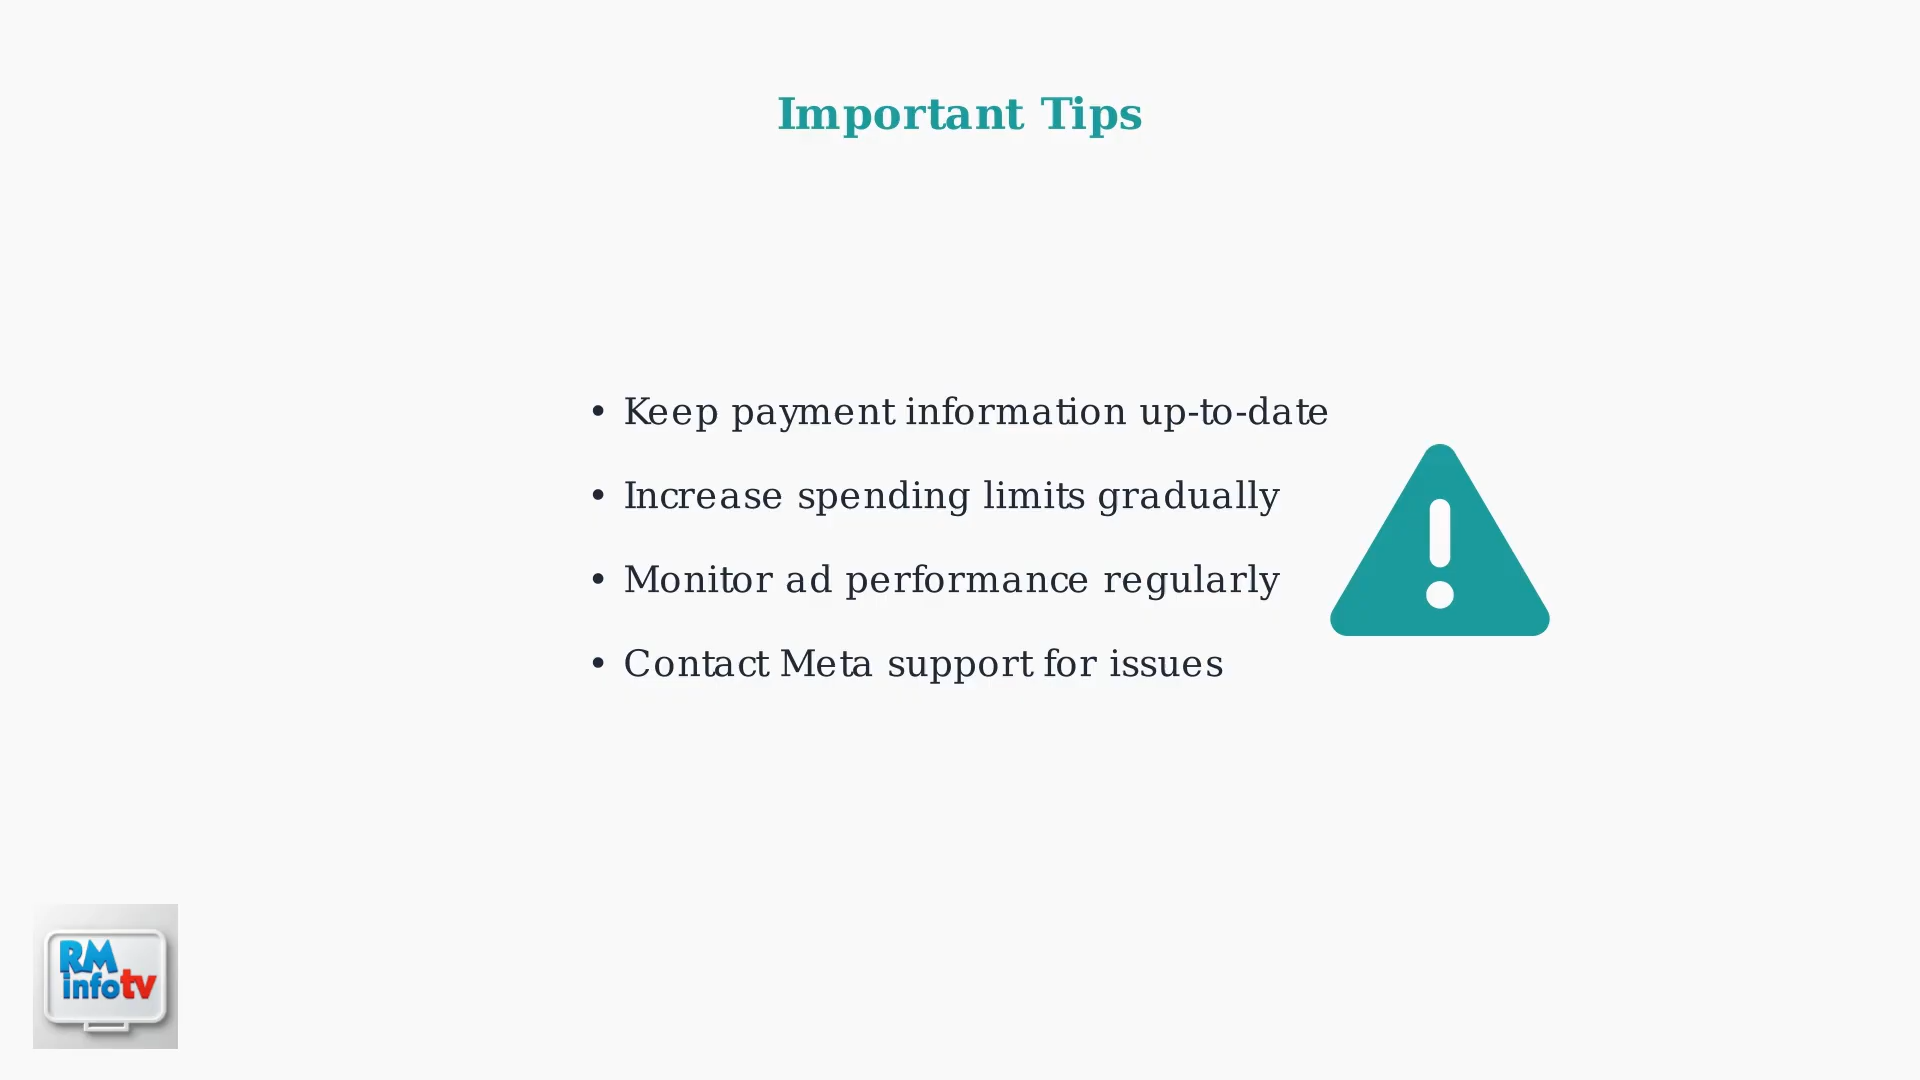 Important Tips
• Keep payment information up-to-date
• Increase spending limits gradually
• Monitor ad performance regularly
• Contact Meta support for issues
RM
infotv